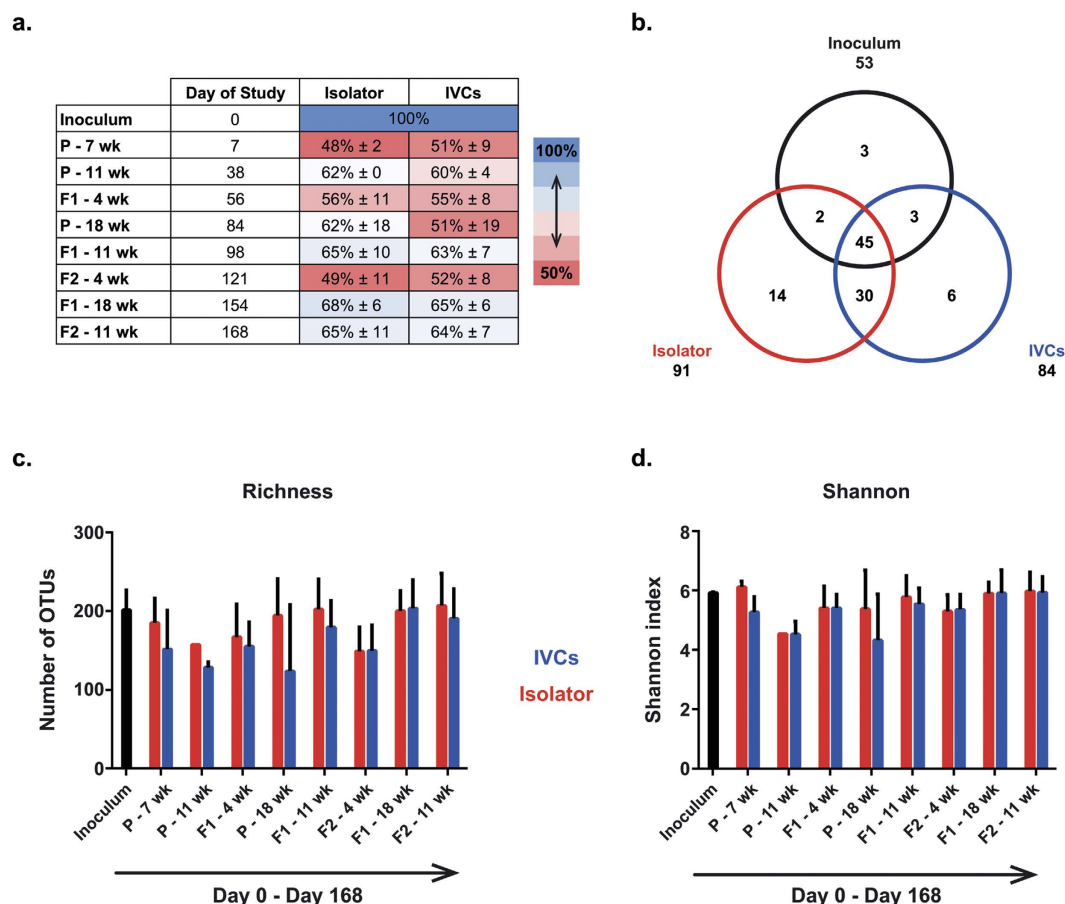 a.
Day of Study Isolator IVCs
Inoculum 0 100%
P - 7 wk 7 48% ± 2 51% ± 9
P - 11 wk 38 62% ± 0 60% ± 4
F1 - 4 wk 56 56% ± 11 55% ± 8
P - 18 wk 84 62% ± 18 51% ± 19
F1 - 11 wk 98 65% ± 10 63% ± 7
F2 - 4 wk 121 49% ± 11 52% ± 8
F1 - 18 wk 154 68% ± 6 65% ± 6
F2 - 11 wk 168 65% ± 11 64% ± 7
100%
50%
b.
Inoculum
53
3
2 3
45
14 30 6
Isolator
91
IVCs
84
c.
Richness
Number of OTUs
300
200
100
0
Inoculum
P - 7 wk
P - 11 wk
F1 - 4 wk
P - 18 wk
F1 - 11 wk
F2 - 4 wk
F1 - 18 wk
F2 - 11 wk
Day 0 - Day 168
IVCs
Isolator
d.
Shannon
Shannon index
8
6
4
2
0
Inoculum
P - 7 wk
P - 11 wk
F1 - 4 wk
P - 18 wk
F1 - 11 wk
F2 - 4 wk
F1 - 18 wk
F2 - 11 wk
Day 0 - Day 168